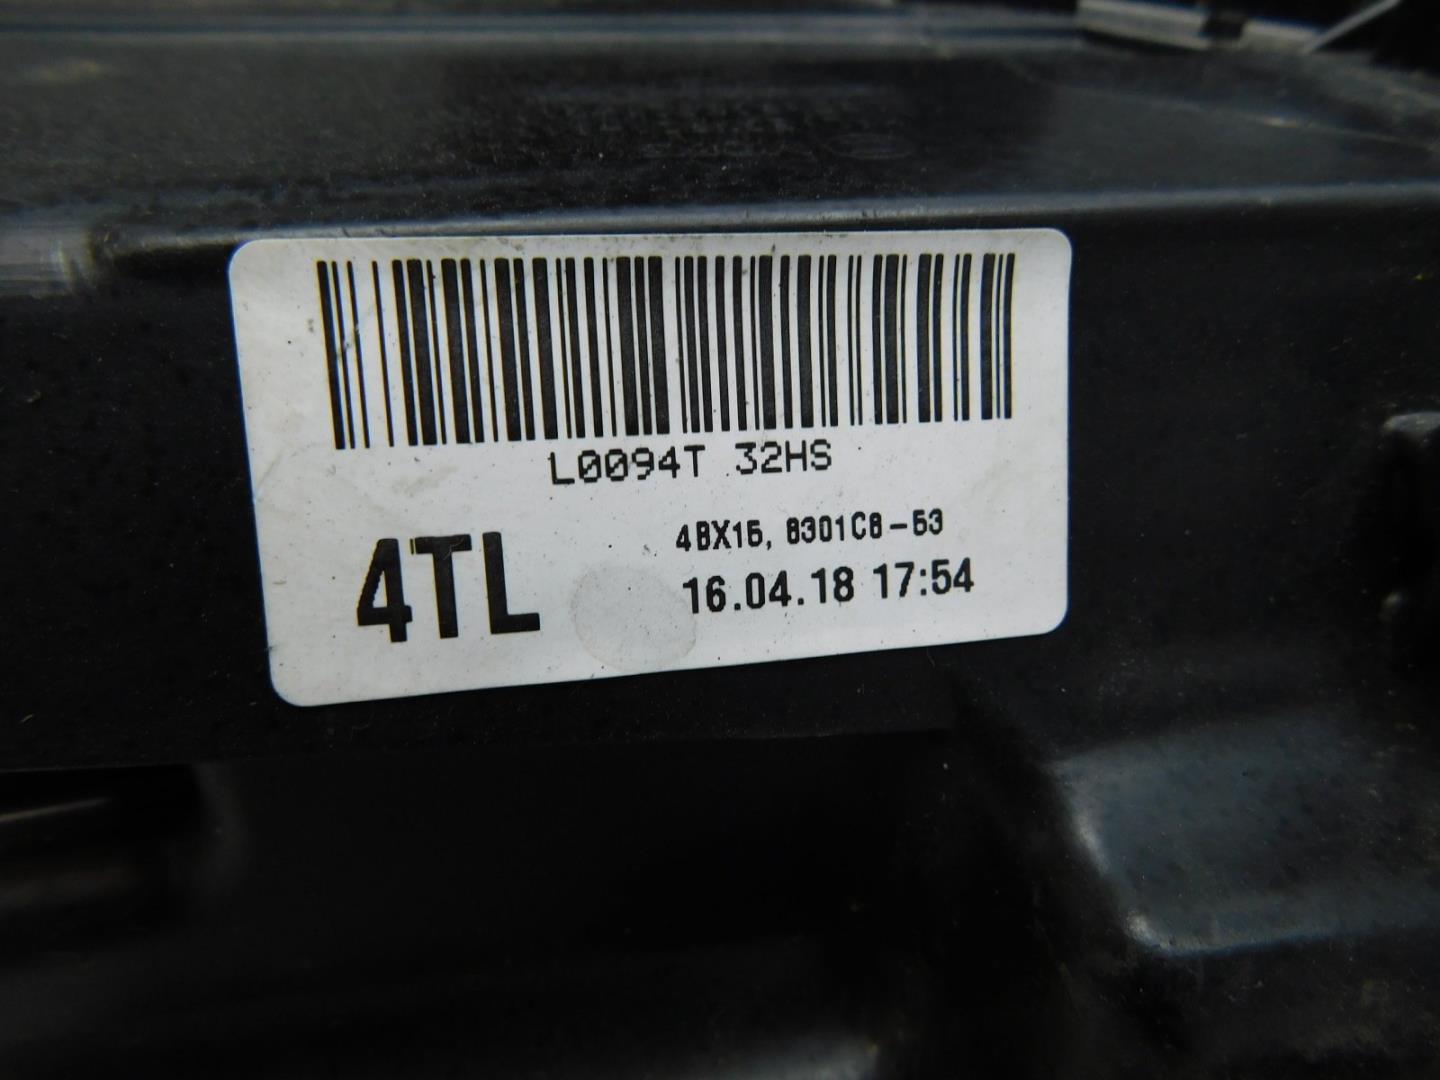 L0094T 32HS
4TL
4BX15, 8301C8-53
16.04.18 17:54